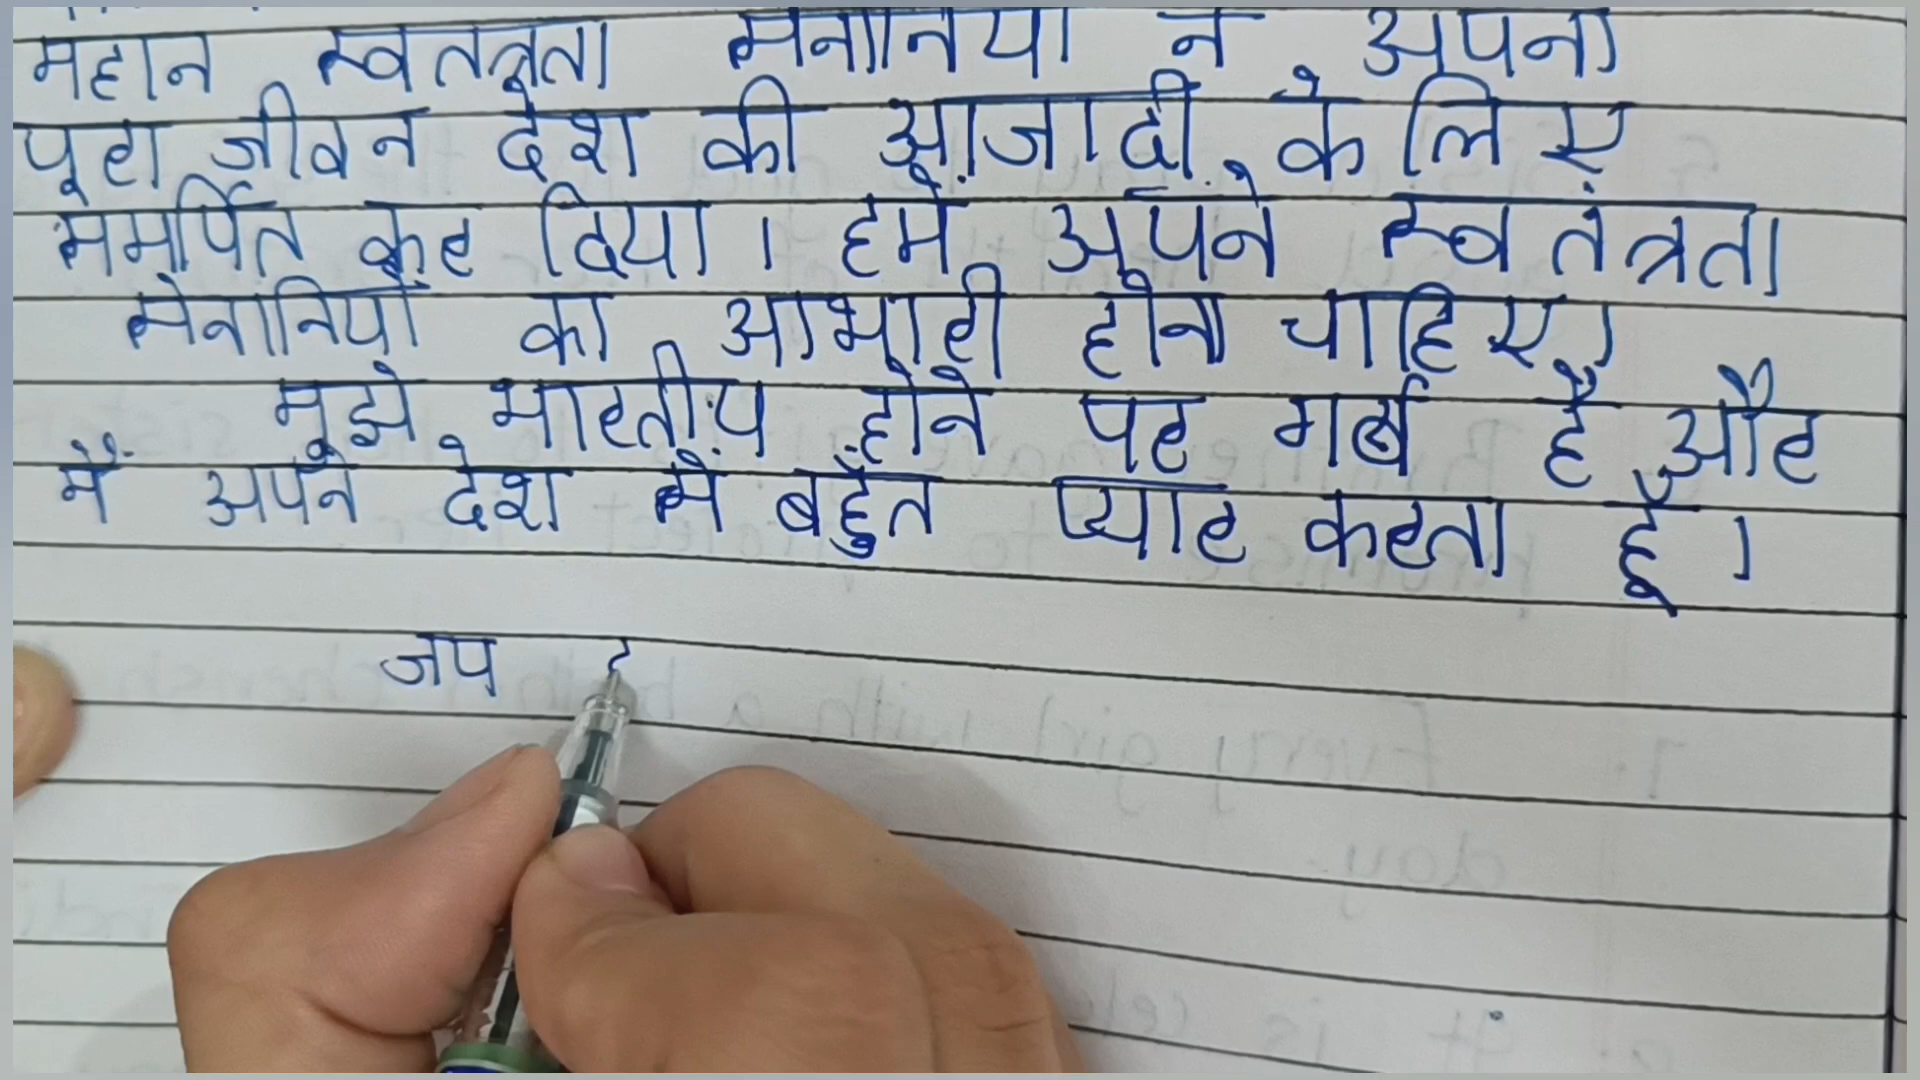 महान स्वतंत्रता सेनानियों ने अपना
पूरा जीवन देश की आजादी के लिए
समर्पित कर दिया । हमें अपने स्वतंत्रता
सेनानियों का आभारी होना चाहिए ।
मुझे भारतीय होने पर गर्व है और
मैं अपने देश से बहुत प्यार करता हूँ ।
जय